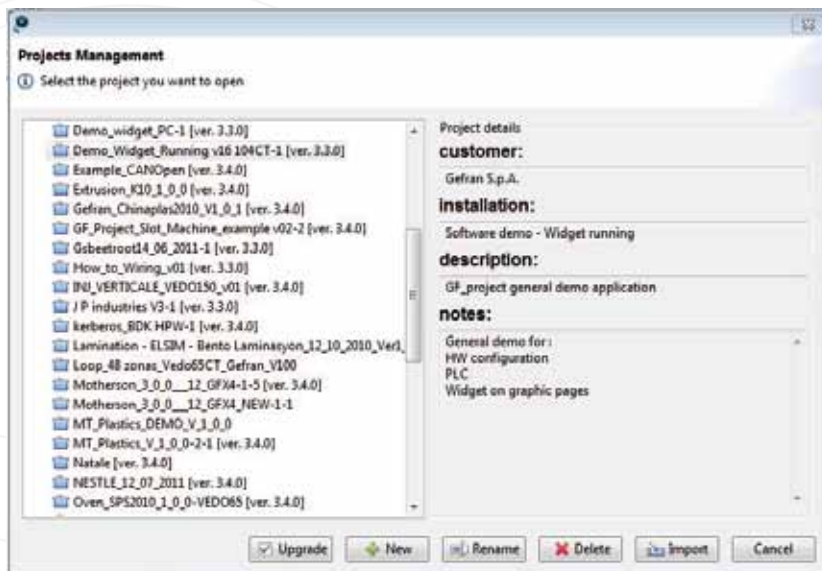 Projects Management
Select the project you want to open
Demo_widget_PC-1 [ver. 3.3.0]
Demo_Widget_Running v16 104CT-1 [ver. 3.3.0]
Example_CANOpen [ver. 3.4.0]
Extrusion_K10_1_0_0 [ver. 3.4.0]
Gefran_Chinaplas2010_V1_0_1 [ver. 3.4.0]
GF_Project_Slot_Machine_example v02-2 [ver. 3.4.0]
Gsbeetroot14_06_2011-1 [ver. 3.3.0]
How_to_Wiring_v01 [ver. 3.3.0]
INJ_VERTICALE_VEDO150_v01 [ver. 3.4.0]
J P industries V3-1 [ver. 3.3.0]
kerberos_BDK HPW-1 [ver. 3.4.0]
Lamination - ELSIM - Bento Laminasyon_12_10_2010_Ver1_
Loop_48 zonas_Vedo65CT_Gefran_V100
Motherson_3_0_0__12_GFX4-1-5 [ver. 3.4.0]
Motherson_3_0_0__12_GFX4_NEW-1-1
MT_Plastics_DEMO_V_1_0_0
MT_Plastics_V_1_0_0-2-1 [ver. 3.4.0]
Natale [ver. 3.4.0]
NESTLE_12_07_2011 [ver. 3.4.0]
Oven_SPS2010_1_0_0-VEDO65 [ver. 3.4.0]
Project details
customer:
Gefran S.p.A.
installation:
Software demo - Widget running
description:
GF_project general demo application
notes:
General demo for :
HW configuration
PLC
Widget on graphic pages
Upgrade
New
Rename
Delete
Import
Cancel